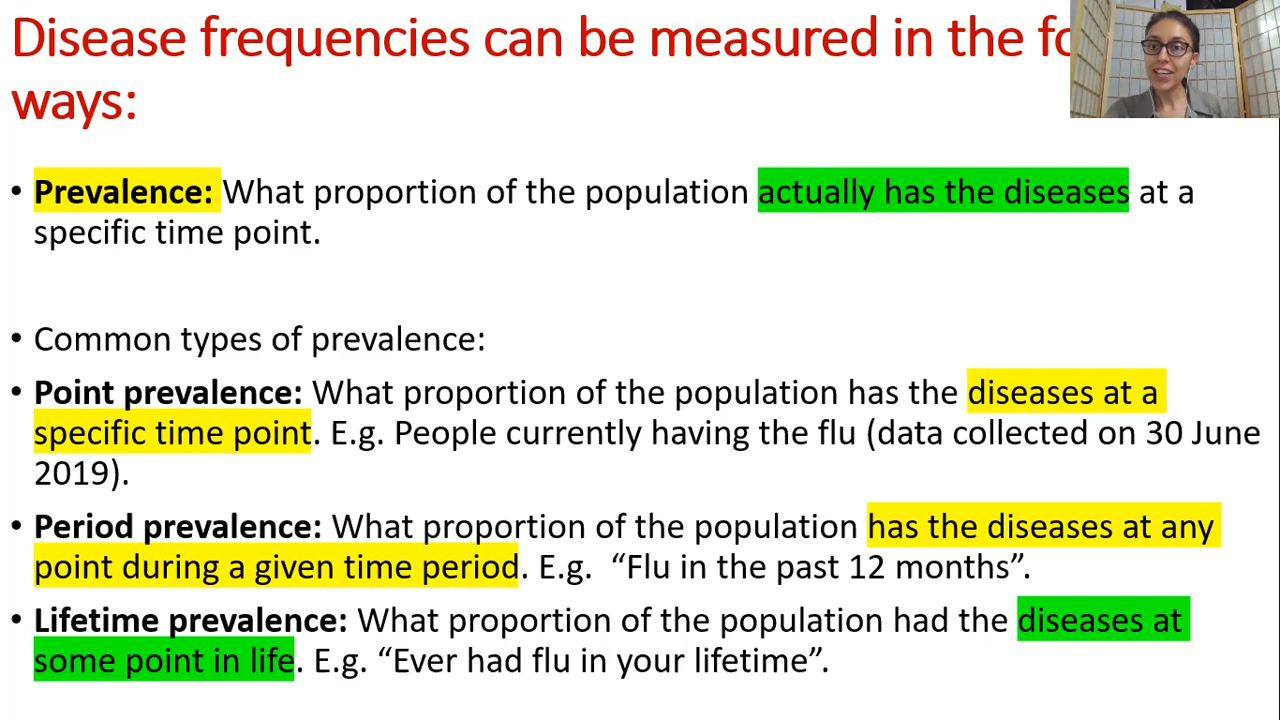 Disease frequencies can be measured in the
ways:
• Prevalence: What proportion of the population actually has the diseases at a
specific time point.
• Common types of prevalence:
• Point prevalence: What proportion of the population has the diseases at a
specific time point. E.g. People currently having the flu (data collected on 30 June
2019).
• Period prevalence: What proportion of the population has the diseases at any
point during a given time period. E.g.  “Flu in the past 12 months”.
• Lifetime prevalence: What proportion of the population had the diseases at
some point in life. E.g. “Ever had flu in your lifetime”.